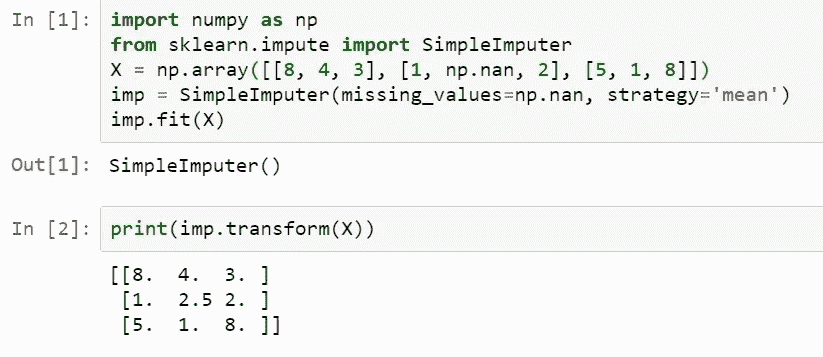 In [1]: import numpy as np
from sklearn.impute import SimpleImputer
X = np.array([[8, 4, 3], [1, np.nan, 2], [5, 1, 8]])
imp = SimpleImputer(missing_values=np.nan, strategy='mean')
imp.fit(X)
Out[1]: SimpleImputer()
In [2]: print(imp.transform(X))
[[8.  4.  3. ]
 [1.  2.5 2. ]
 [5.  1.  8. ]]